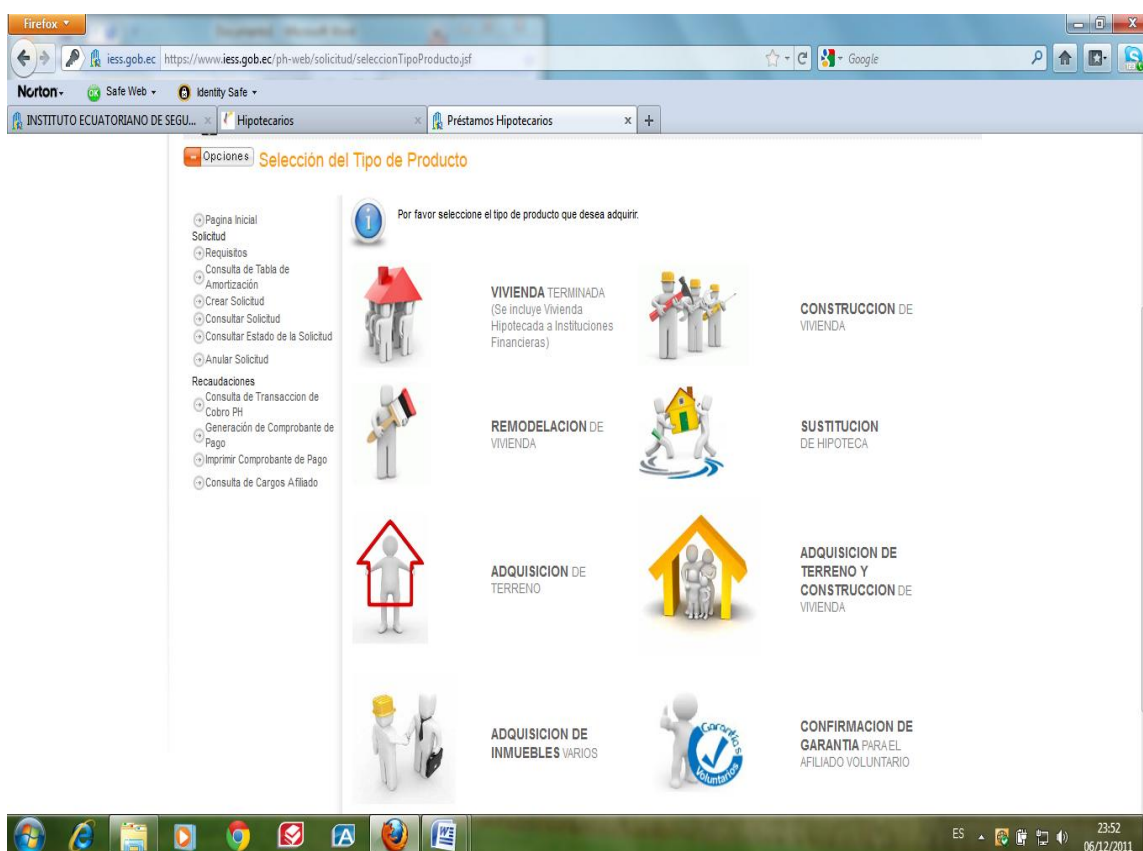 Firefox
iess.gob.ec https://www.iess.gob.ec/ph-web/solicitud/seleccionTipoProducto.jsf
Google
Norton
OK Safe Web
Identity Safe
INSTITUTO ECUATORIANO DE SEGU...
Hipotecarios
Préstamos Hipotecarios
Opciones
Selección del Tipo de Producto
Pagina Inicial
Solicitud
Requisitos
Consulta de Tabla de
Amortización
Crear Solicitud
Consultar Solicitud
Consultar Estado de la Solicitud
Anular Solicitud
Recaudaciones
Consulta de Transaccion de
Cobro PH
Generación de Comprobante de
Pago
Imprimir Comprobante de Pago
Consulta de Cargos Afiliado
Por favor seleccione el tipo de producto que desea adquirir.
VIVIENDA TERMINADA
(Se incluye Vivienda
Hipotecada a Instituciones
Financieras)
CONSTRUCCION DE
VIVIENDA
REMODELACION DE
VIVIENDA
SUSTITUCION
DE HIPOTECA
ADQUISICION DE
TERRENO
ADQUISICION DE
TERRENO Y
CONSTRUCCION DE
VIVIENDA
ADQUISICION DE
INMUEBLES VARIOS
Garantías
Voluntarios
CONFIRMACION DE
GARANTIA PARA EL
AFILIADO VOLUNTARIO
ES
23:52
06/12/2011